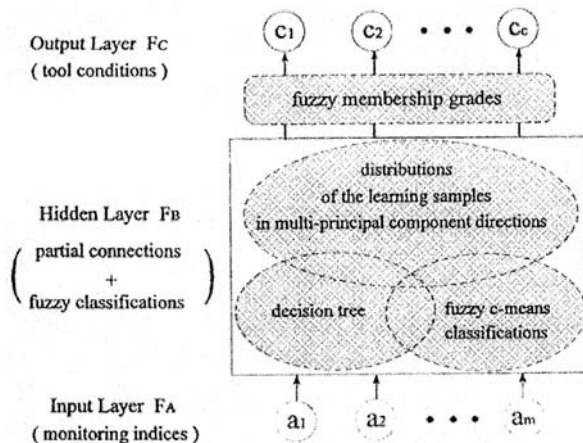 Output Layer FC
( tool conditions )
c1 c2 • • • cc
fuzzy membership grades
distributions
of the learning samples
in multi-principal component directions
Hidden Layer FB
( partial connections
+
fuzzy classifications )
decision tree
fuzzy c-means
classifications
Input Layer FA
( monitoring indices )
a1 a2 • • • am